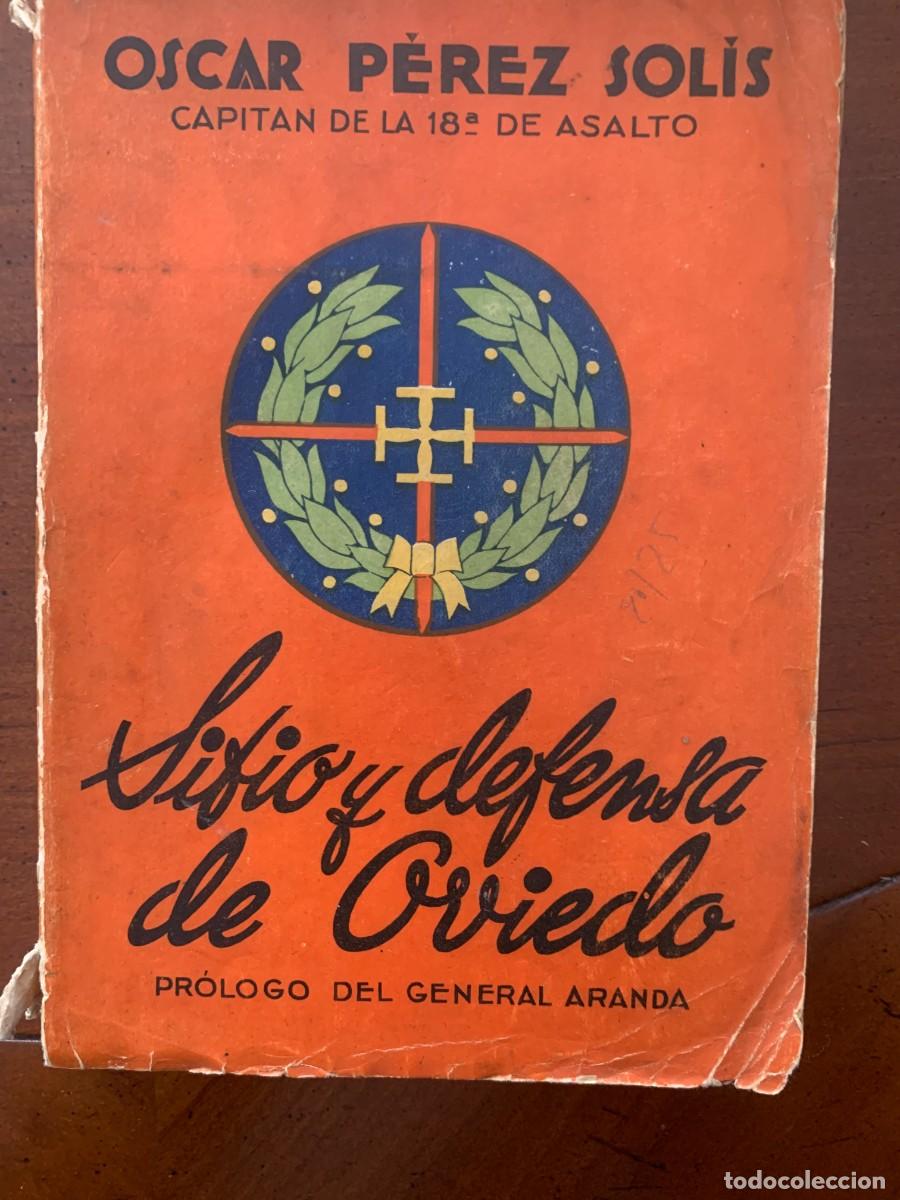 OSCAR PÉREZ SOLÍS
CAPITAN DE LA 18ª DE ASALTO
Sitio y defensa
de Oviedo
PRÓLOGO DEL GENERAL ARANDA
todocoleccion